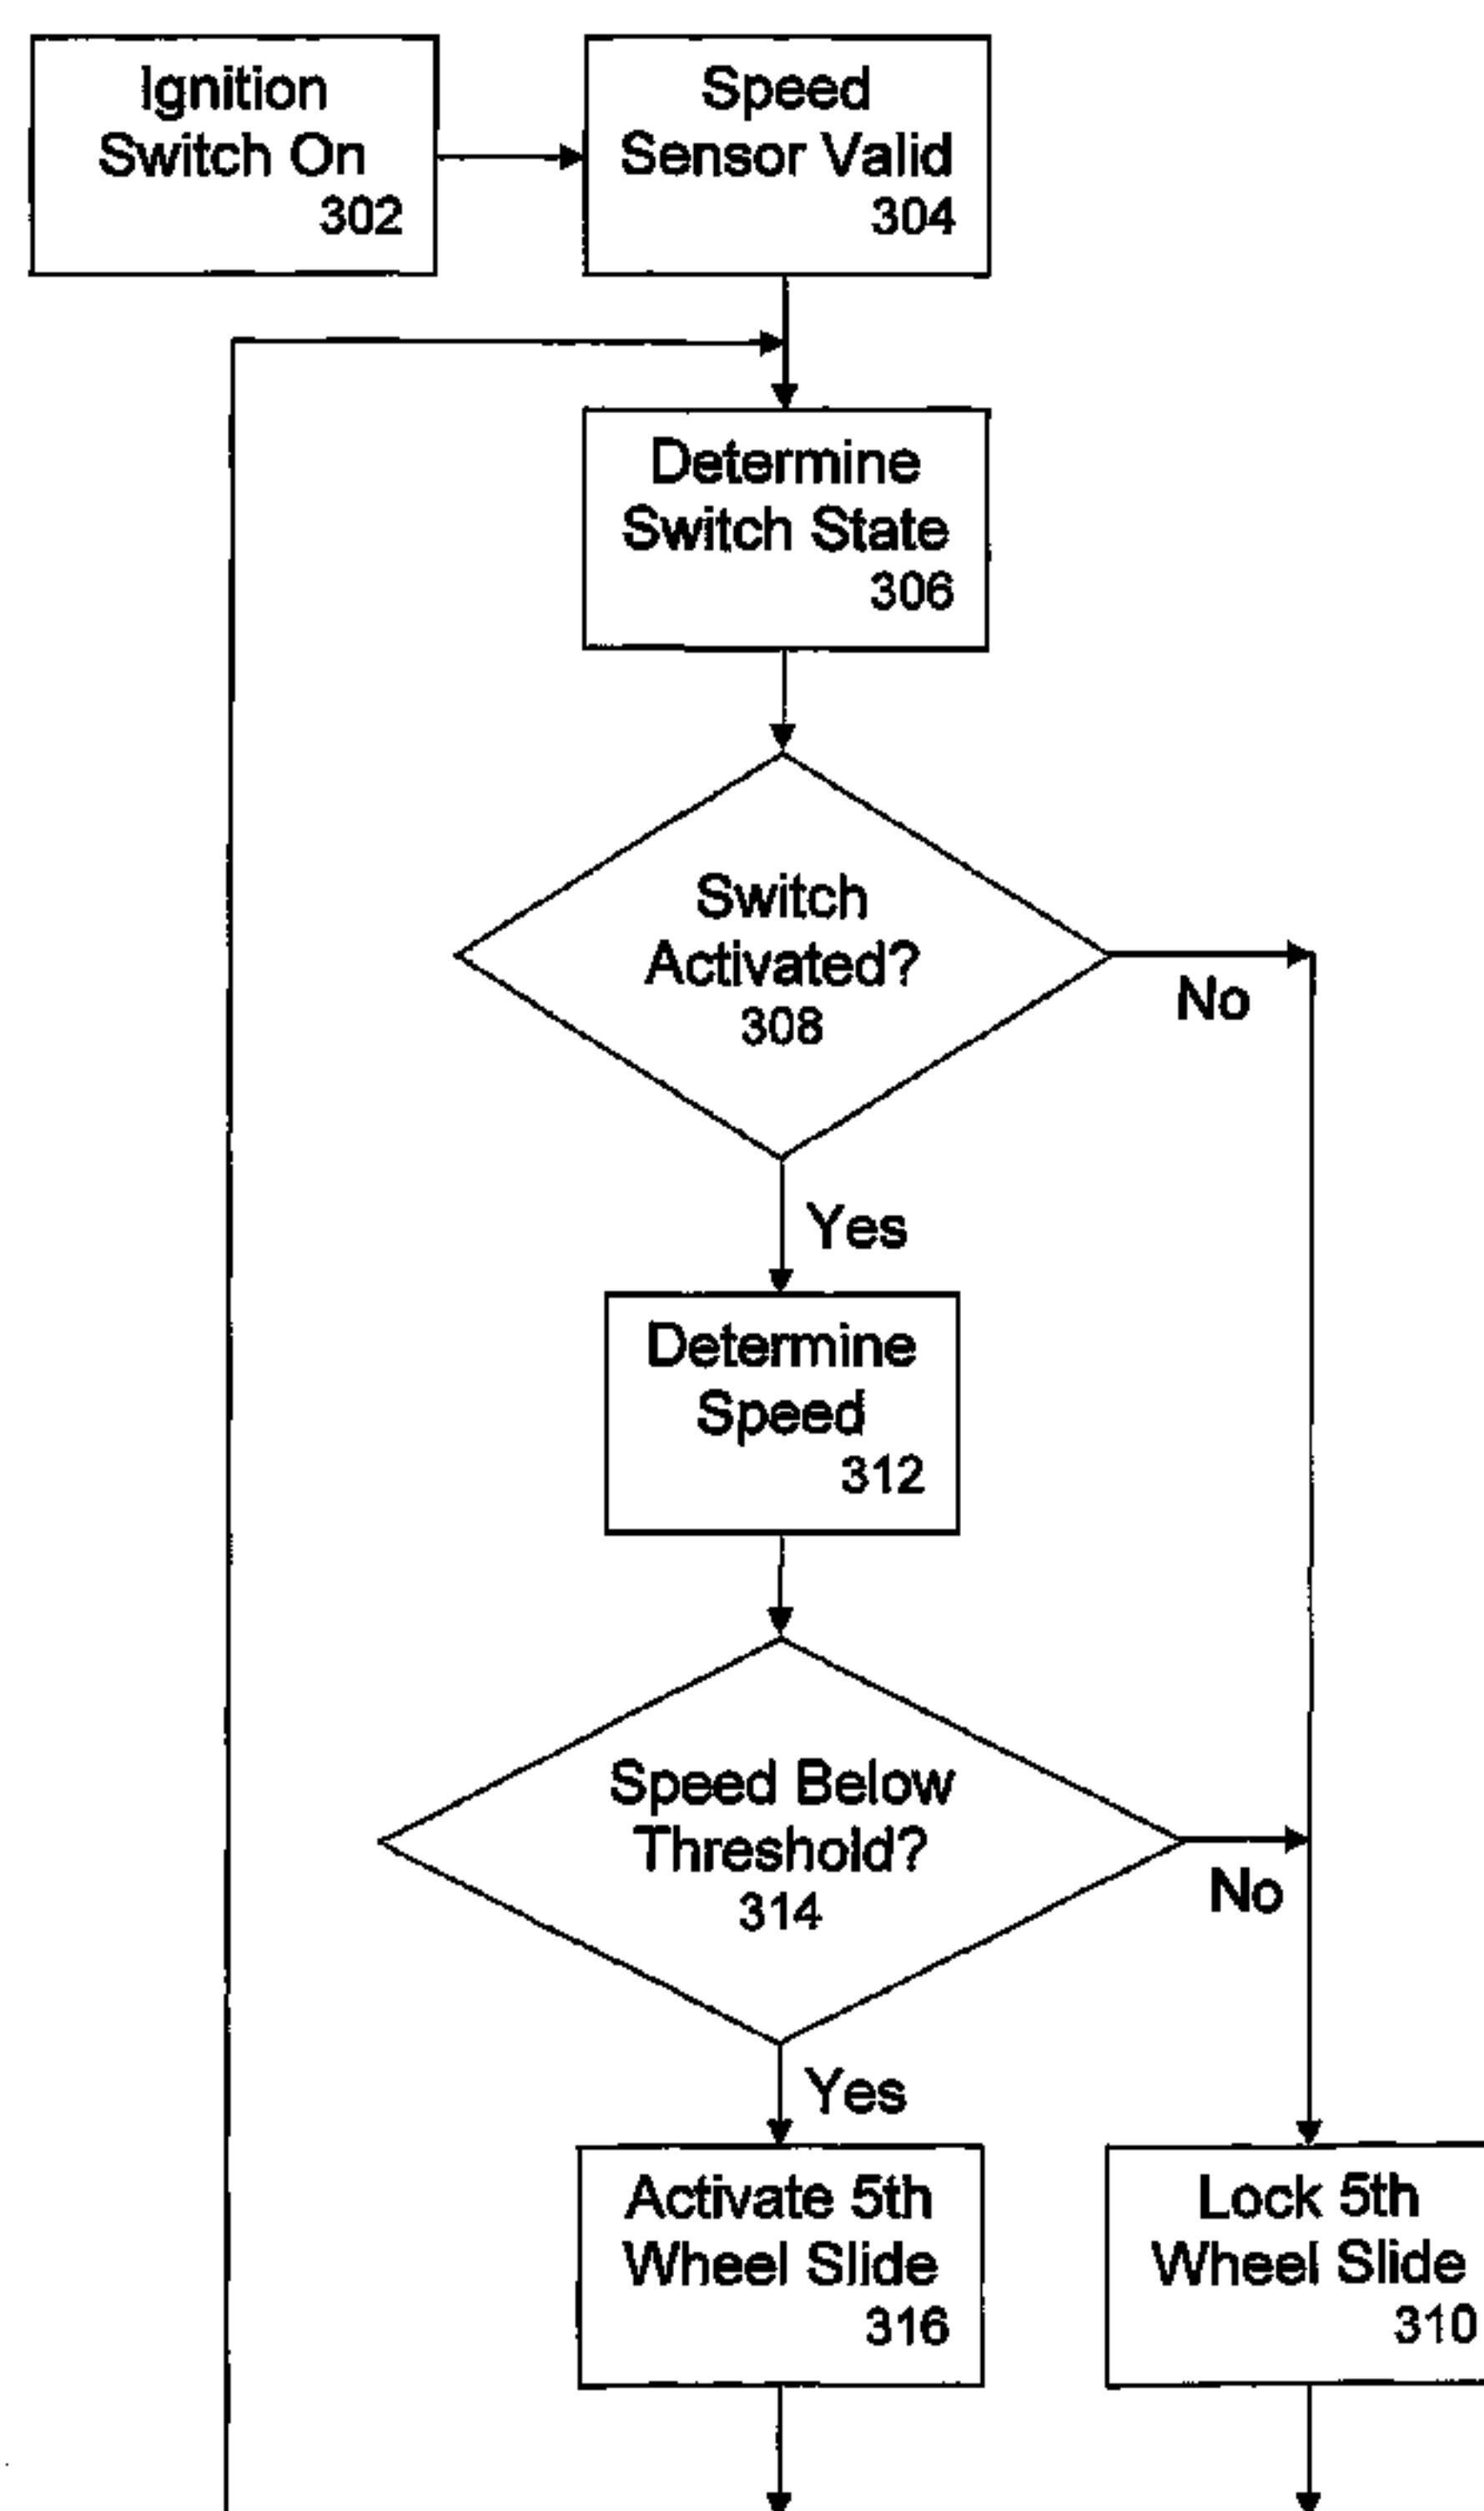 Ignition
Switch On
302
Speed
Sensor Valid
304
Determine
Switch State
306
Switch
Activated?
308
No
Yes
Determine
Speed
312
Speed Below
Threshold?
314
No
Yes
Activate 5th
Wheel Slide
316
Lock 5th
Wheel Slide
310